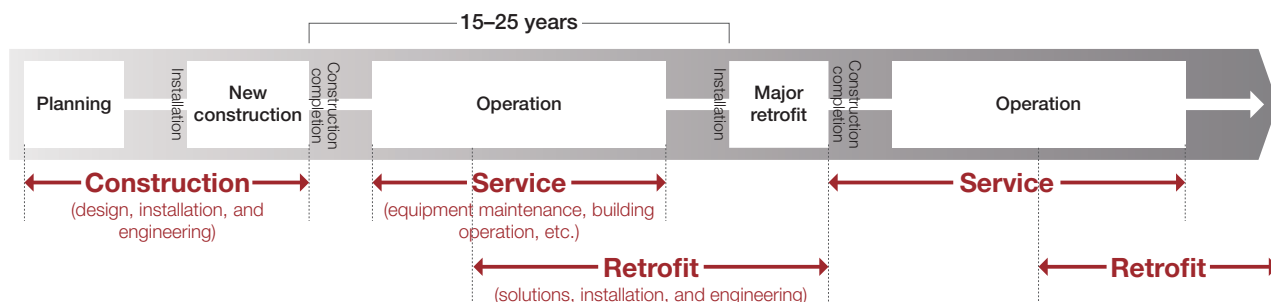 15–25 years
Planning
Installation
New
construction
Construction
completion
Operation
Installation
Major
retrofit
Construction
completion
Operation
Construction
(design, installation, and
engineering)
Service
(equipment maintenance, building
operation, etc.)
Service
Retrofit
(solutions, installation, and engineering)
Retrofit